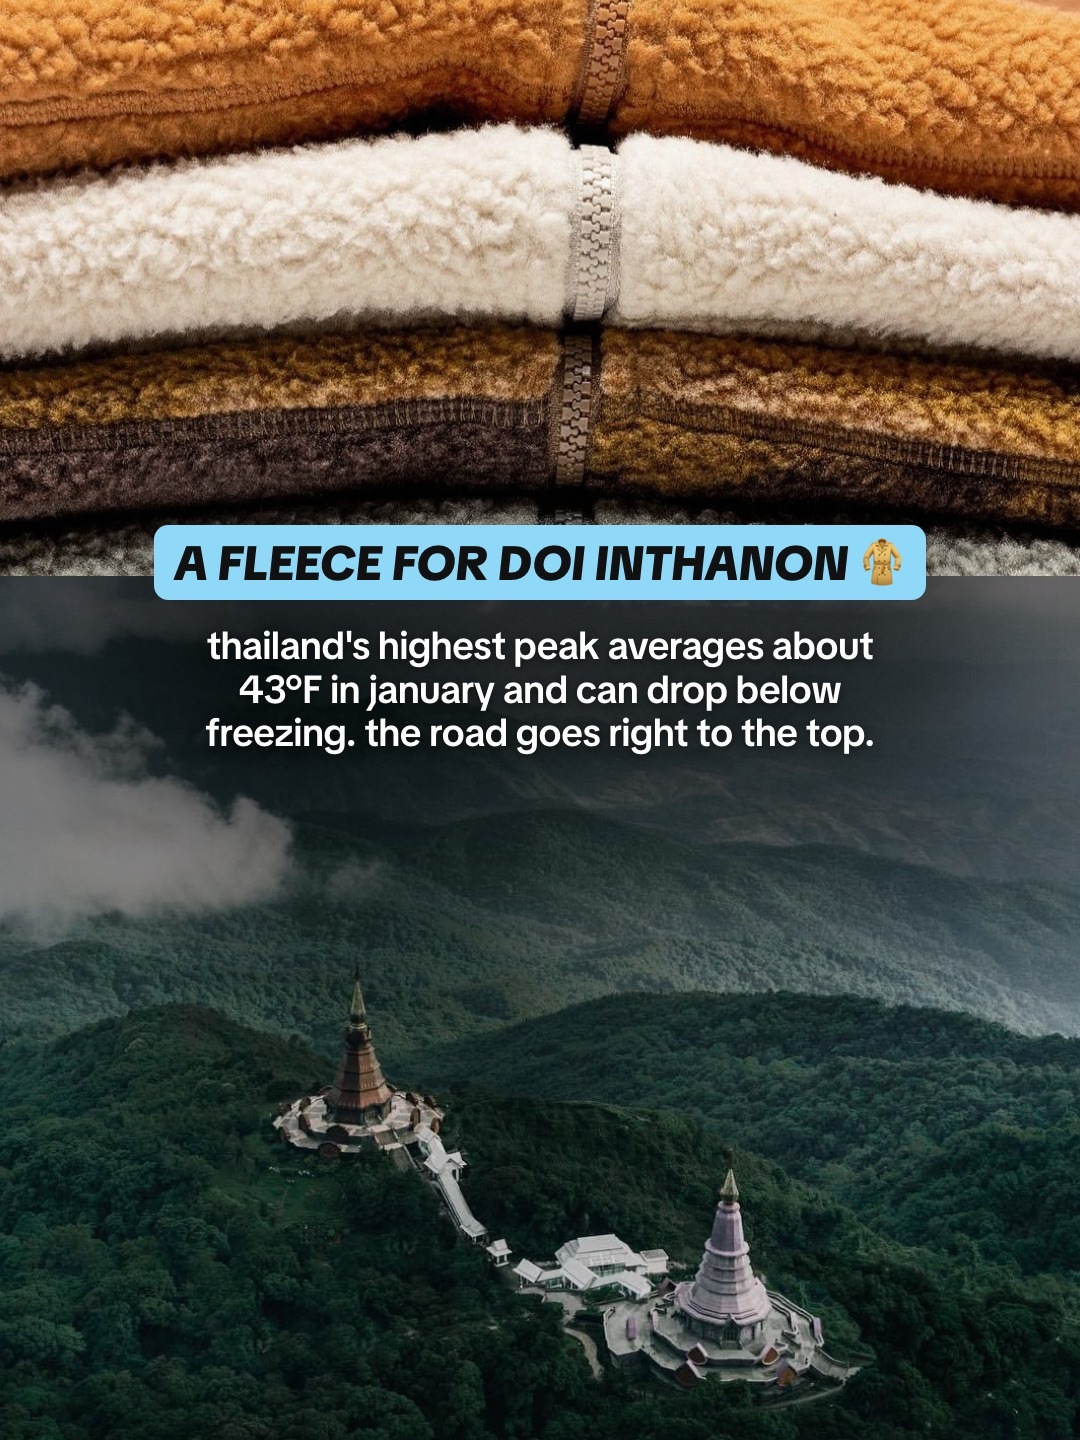 A FLEECE FOR DOI INTHANON 🧥
thailand's highest peak averages about
43°F in january and can drop below
freezing. the road goes right to the top.